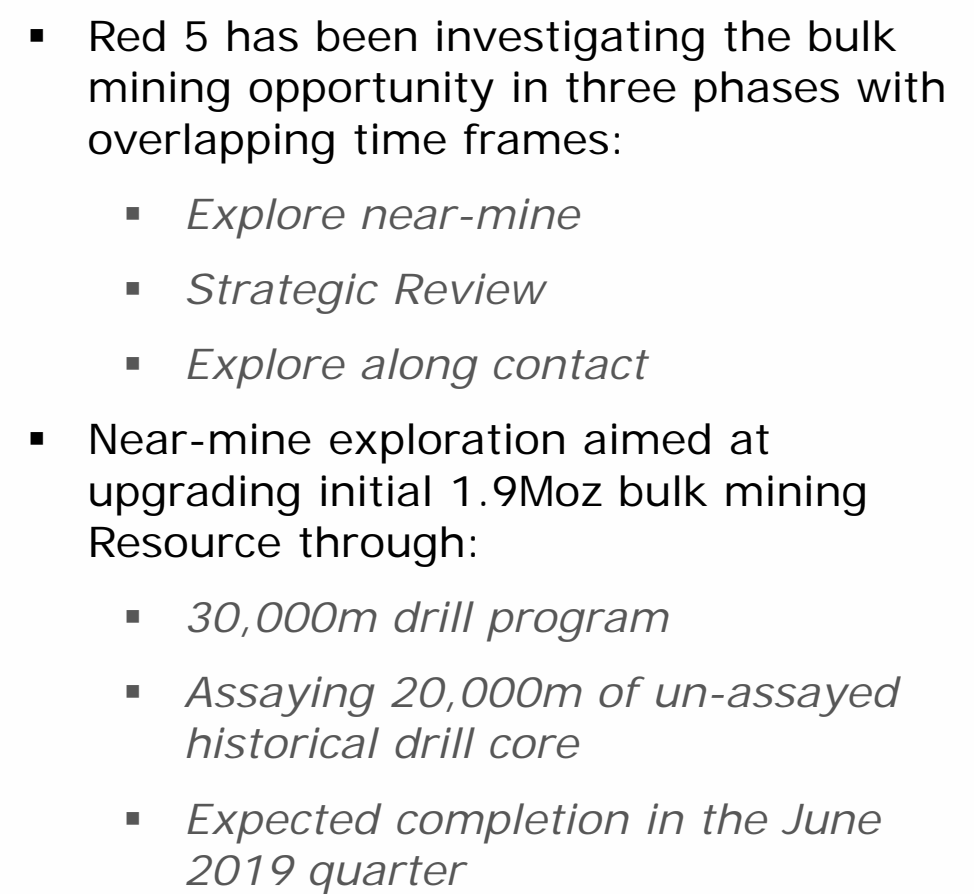 ▪ Red 5 has been investigating the bulk
mining opportunity in three phases with
overlapping time frames:
▪ Explore near-mine
▪ Strategic Review
▪ Explore along contact
▪ Near-mine exploration aimed at
upgrading initial 1.9Moz bulk mining
Resource through:
▪ 30,000m drill program
▪ Assaying 20,000m of un-assayed
historical drill core
▪ Expected completion in the June
2019 quarter